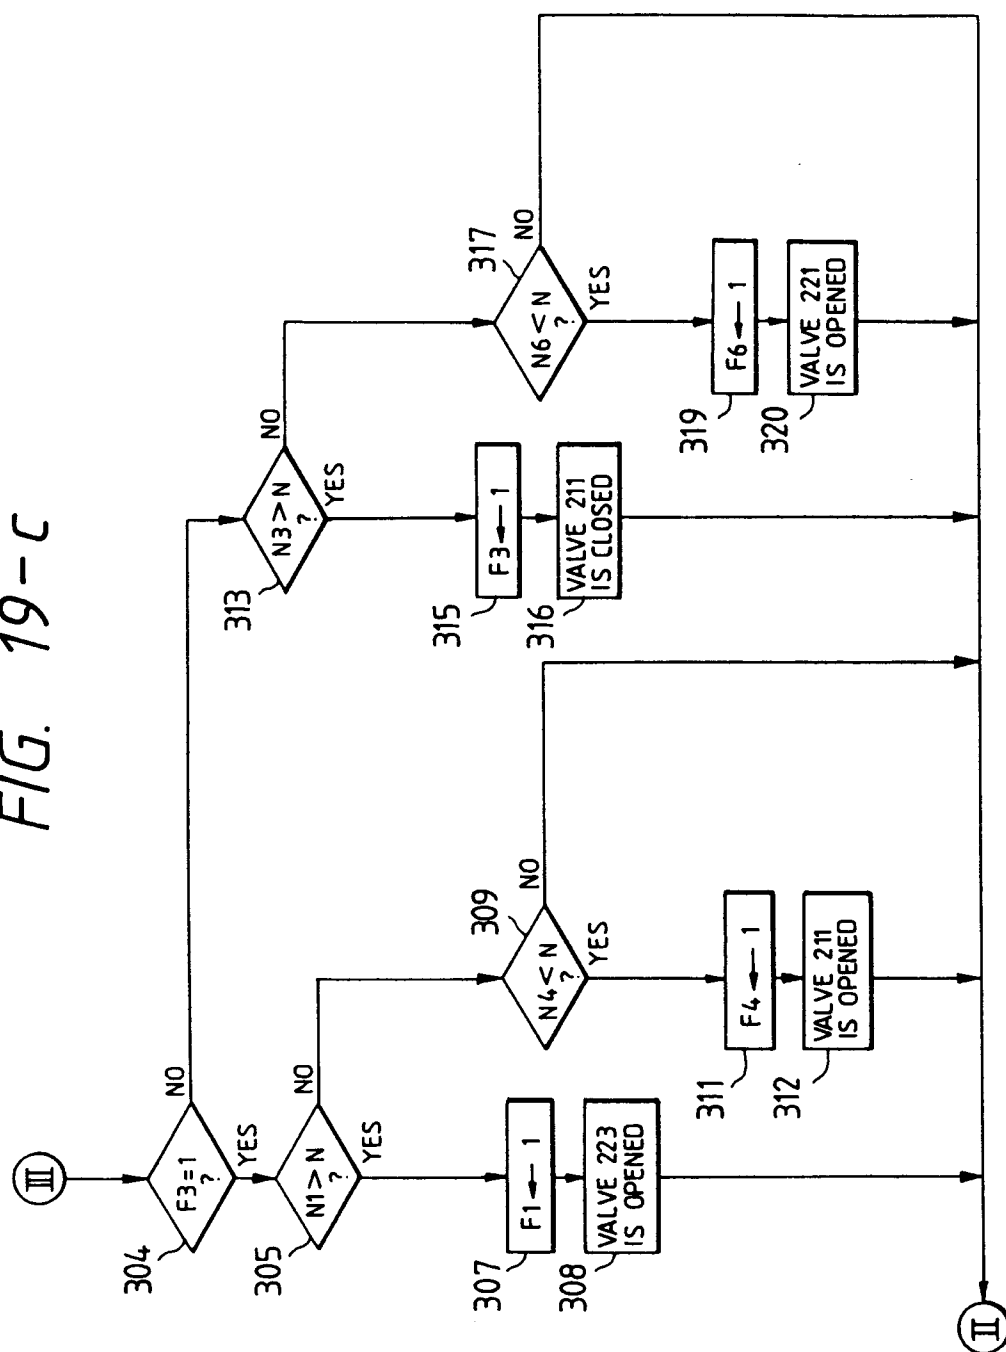 FIG. 19-c
III
304
F3=1
?
YES
NO
305
N1>N
?
YES
NO
307
F1←1
308
VALVE 223
IS OPENED
309
N4<N
?
YES
NO
311
F4←1
312
VALVE 211
IS OPENED
313
N3>N
?
YES
NO
315
F3←1
316
VALVE 211
IS CLOSED
317
N6<N
?
YES
NO
319
F6←1
320
VALVE 221
IS OPENED
II